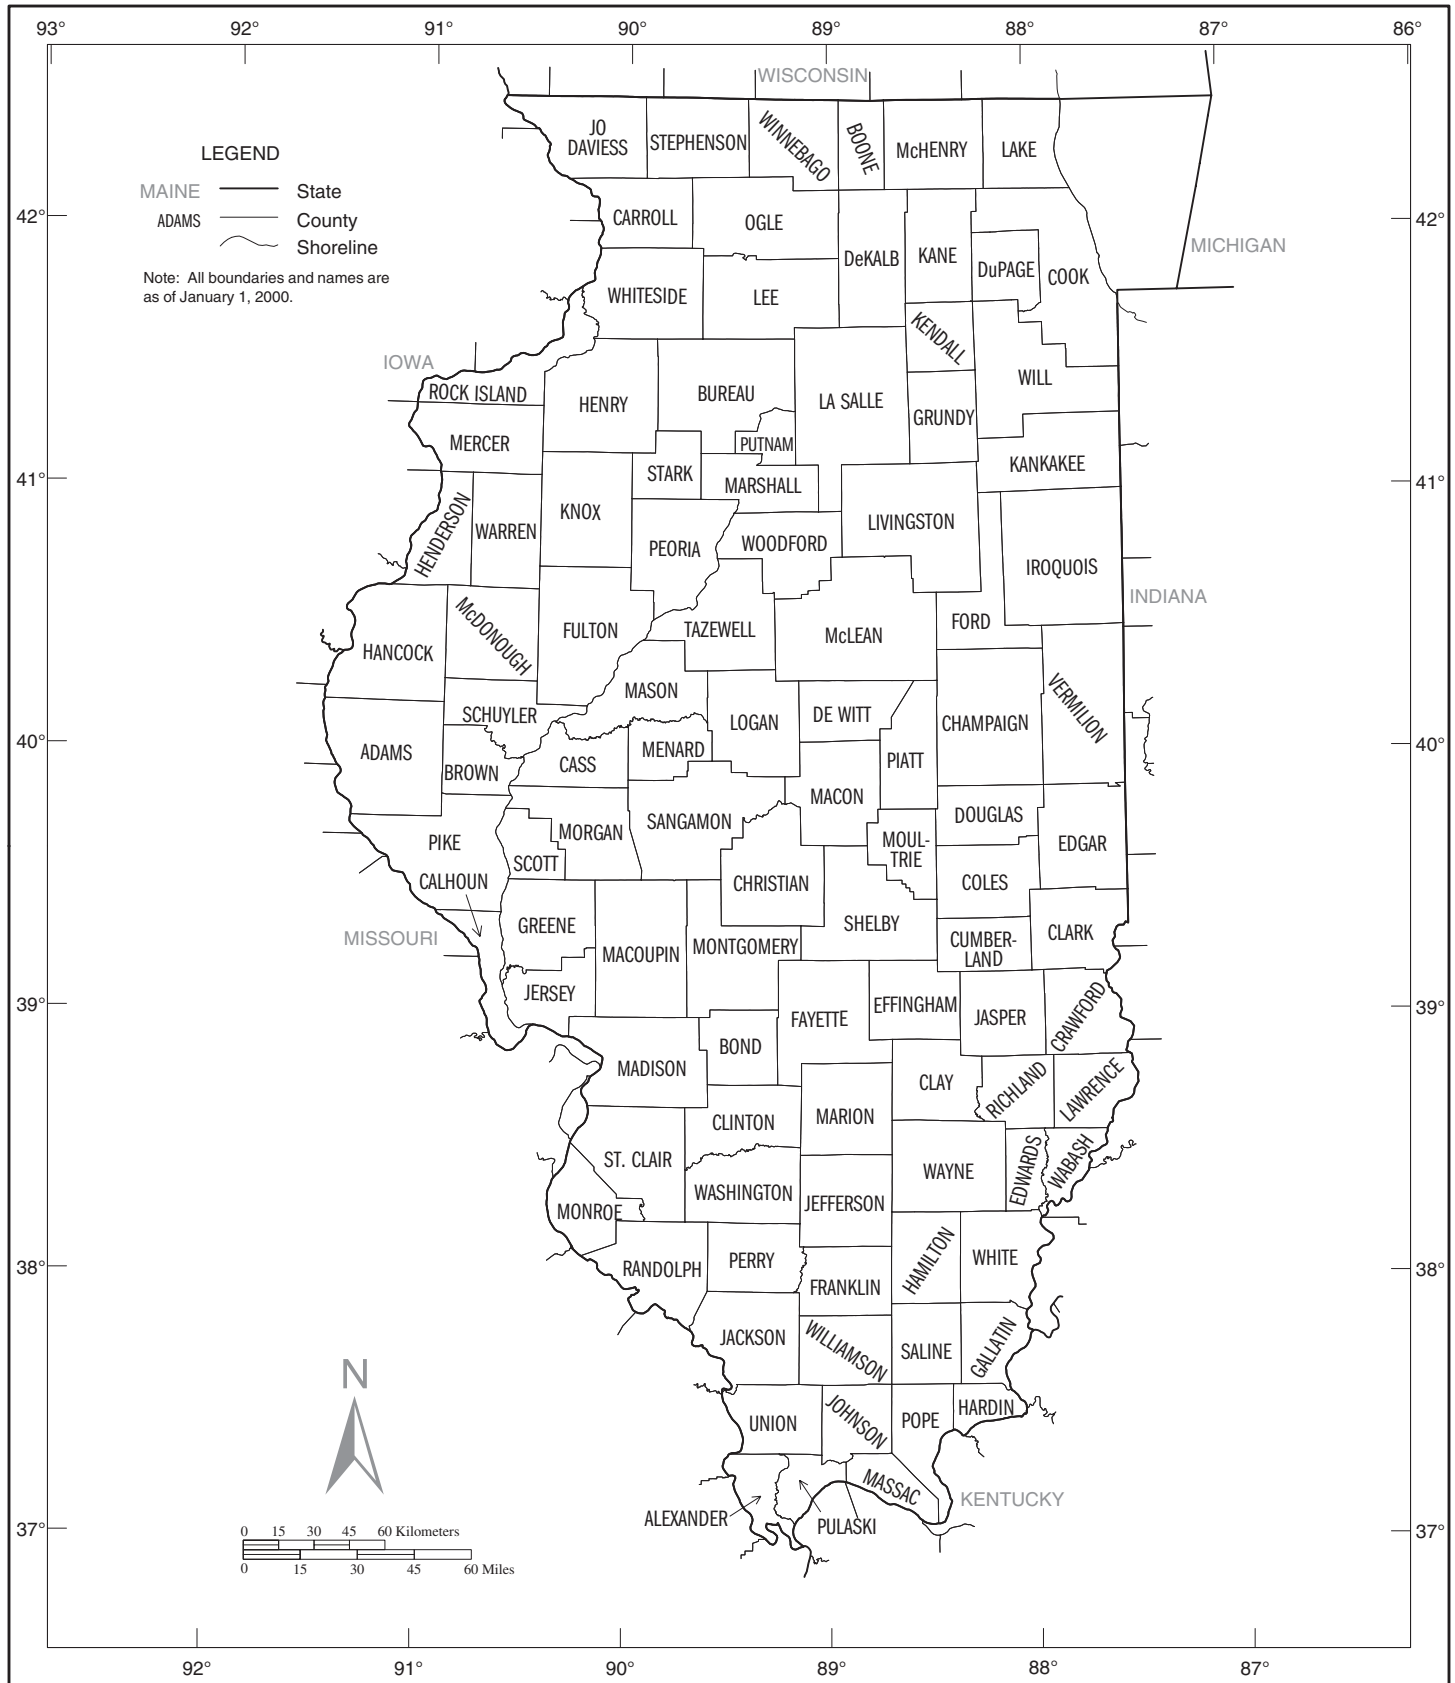 93°
92°
91°
90°
89°
88°
87°
86°
WISCONSIN
LEGEND
MAINE
State
ADAMS
County
Shoreline
Note: All boundaries and names are
as of January 1, 2000.
JO
DAVIESS
STEPHENSON
WINNEBAGO
BOONE
McHENRY
LAKE
42°
42°
CARROLL
OGLE
DeKALB
KANE
DuPAGE
COOK
MICHIGAN
WHITESIDE
LEE
KENDALL
IOWA
ROCK ISLAND
HENRY
BUREAU
LA SALLE
WILL
GRUNDY
MERCER
PUTNAM
KANKAKEE
41°
41°
STARK
MARSHALL
HENDERSON
WARREN
KNOX
PEORIA
WOODFORD
LIVINGSTON
IROQUOIS
INDIANA
HANCOCK
McDONOUGH
FULTON
TAZEWELL
McLEAN
FORD
MASON
VERMILION
SCHUYLER
LOGAN
DE WITT
CHAMPAIGN
40°
40°
ADAMS
BROWN
CASS
MENARD
PIATT
MACON
PIKE
SCOTT
MORGAN
SANGAMON
MOUL-
TRIE
DOUGLAS
EDGAR
CALHOUN
CHRISTIAN
COLES
MISSOURI
GREENE
MACOUPIN
MONTGOMERY
SHELBY
CUMBER-
LAND
CLARK
39°
39°
JERSEY
FAYETTE
EFFINGHAM
JASPER
CRAWFORD
MADISON
BOND
CLAY
RICHLAND
LAWRENCE
CLINTON
MARION
ST. CLAIR
WASHINGTON
WAYNE
EDWARDS
WABASH
MONROE
JEFFERSON
38°
38°
RANDOLPH
PERRY
FRANKLIN
HAMILTON
WHITE
JACKSON
WILLIAMSON
SALINE
GALLATIN
N
UNION
JOHNSON
POPE
HARDIN
MASSAC
KENTUCKY
ALEXANDER
PULASKI
37°
37°
0 15 30 45 60 Kilometers
0 15 30 45 60 Miles
92°
91°
90°
89°
88°
87°